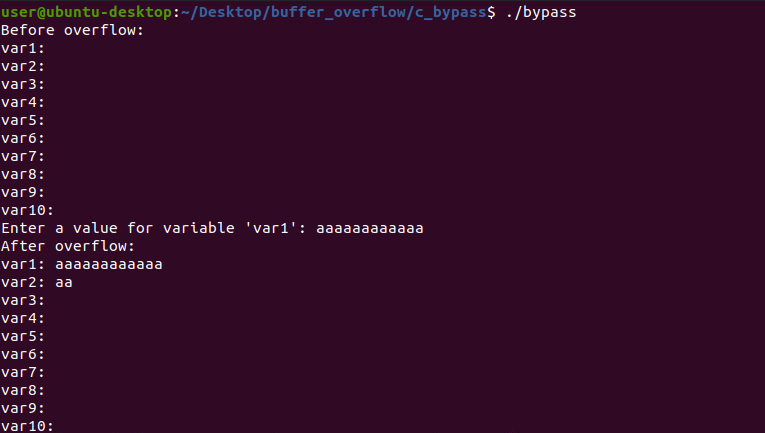 user@ubuntu-desktop:~/Desktop/buffer_overflow/c_bypass$ ./bypass
Before overflow:
var1:
var2:
var3:
var4:
var5:
var6:
var7:
var8:
var9:
var10:
Enter a value for variable 'var1': aaaaaaaaaaaa
After overflow:
var1: aaaaaaaaaaaa
var2: aa
var3:
var4:
var5:
var6:
var7:
var8:
var9:
var10: